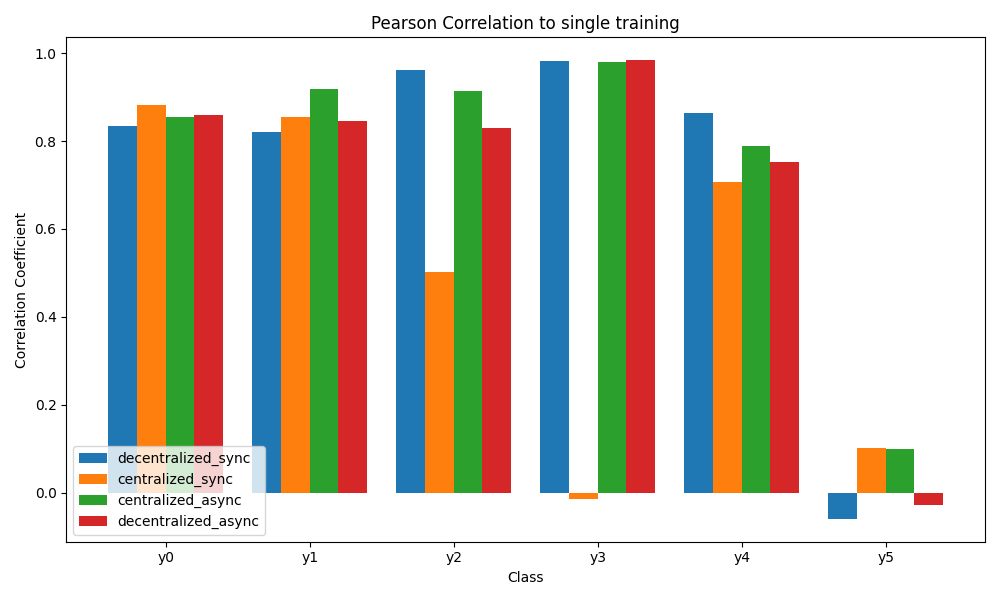 Pearson Correlation to single training
Correlation Coefficient
1.0
0.8
0.6
0.4
0.2
0.0
decentralized_sync
centralized_sync
centralized_async
decentralized_async
y0 y1 y2 y3 y4 y5
Class